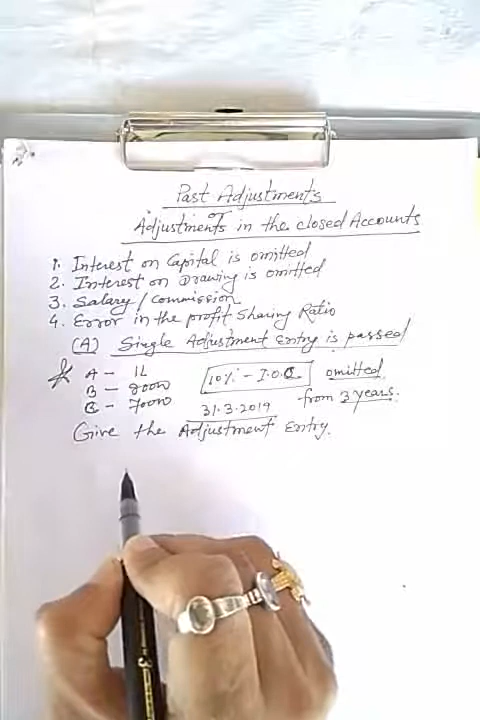 Past Adjustments
or
Adjustments in the closed Accounts
1. Interest on Capital is omitted
2. Interest on Drawing is omitted
3. Salary / Commission
4. Error in the profit Sharing Ratio
(A) Single Adjustment Entry is passed
A - 1L 10% - I.O.C. omitted
B - 80000 from 3 years.
C - 70000 31.3.2019
Give the Adjustment Entry.